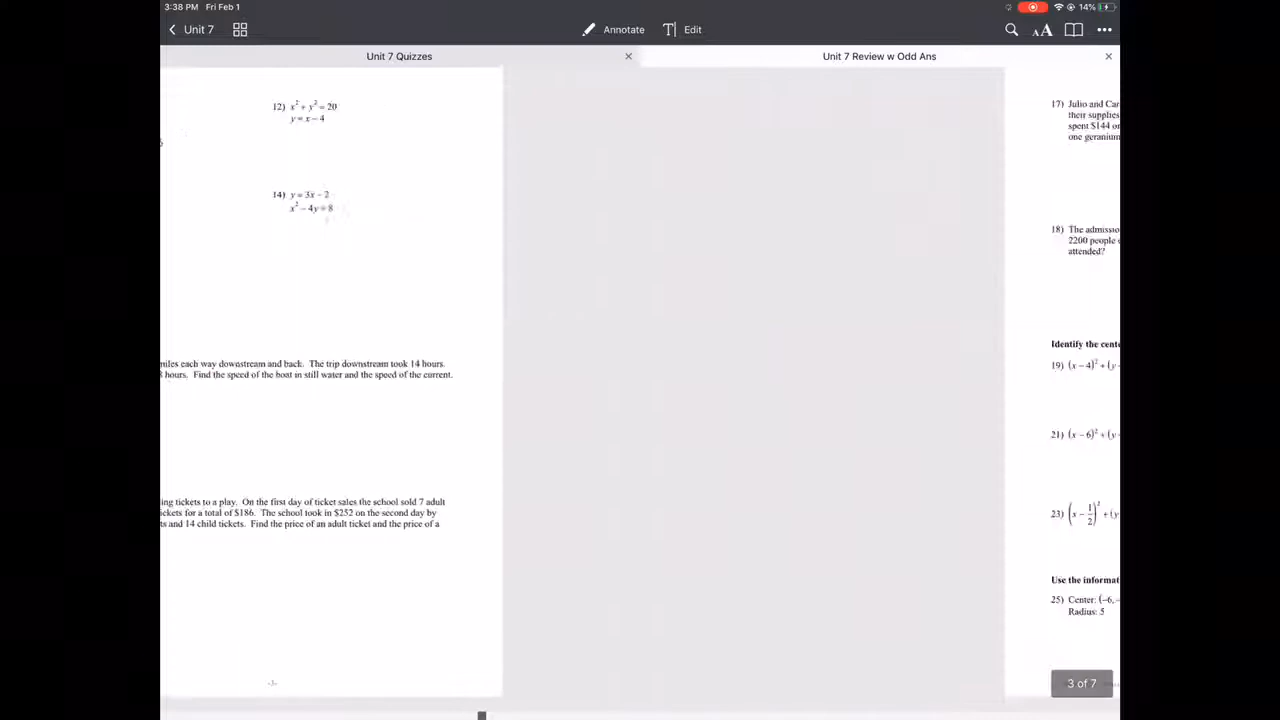 3:38 PM Fri Feb 1
14%
Unit 7
Annotate
Edit
AA
Unit 7 Quizzes
Unit 7 Review w Odd Ans
12) x² + y² = 20
y = x − 4
14) y = 3x − 2
x² − 4y = 8
miles each way downstream and back. The trip downstream took 14 hours.
hours. Find the speed of the boat in still water and the speed of the current.
ing tickets to a play. On the first day of ticket sales the school sold 7 adult
ickets for a total of $186. The school took in $252 on the second day by
ts and 14 child tickets. Find the price of an adult ticket and the price of a
-3-
17) Julio and Car
their supplies
spent $144 on
one geranium
18) The admissio
2200 people
attended?
Identify the cente
19) (x − 4)² + (y
21) (x − 6)² + (y
23) (x − 1/2)² + (y
Use the informat
25) Center: (−6,
Radius: 5
3 of 7